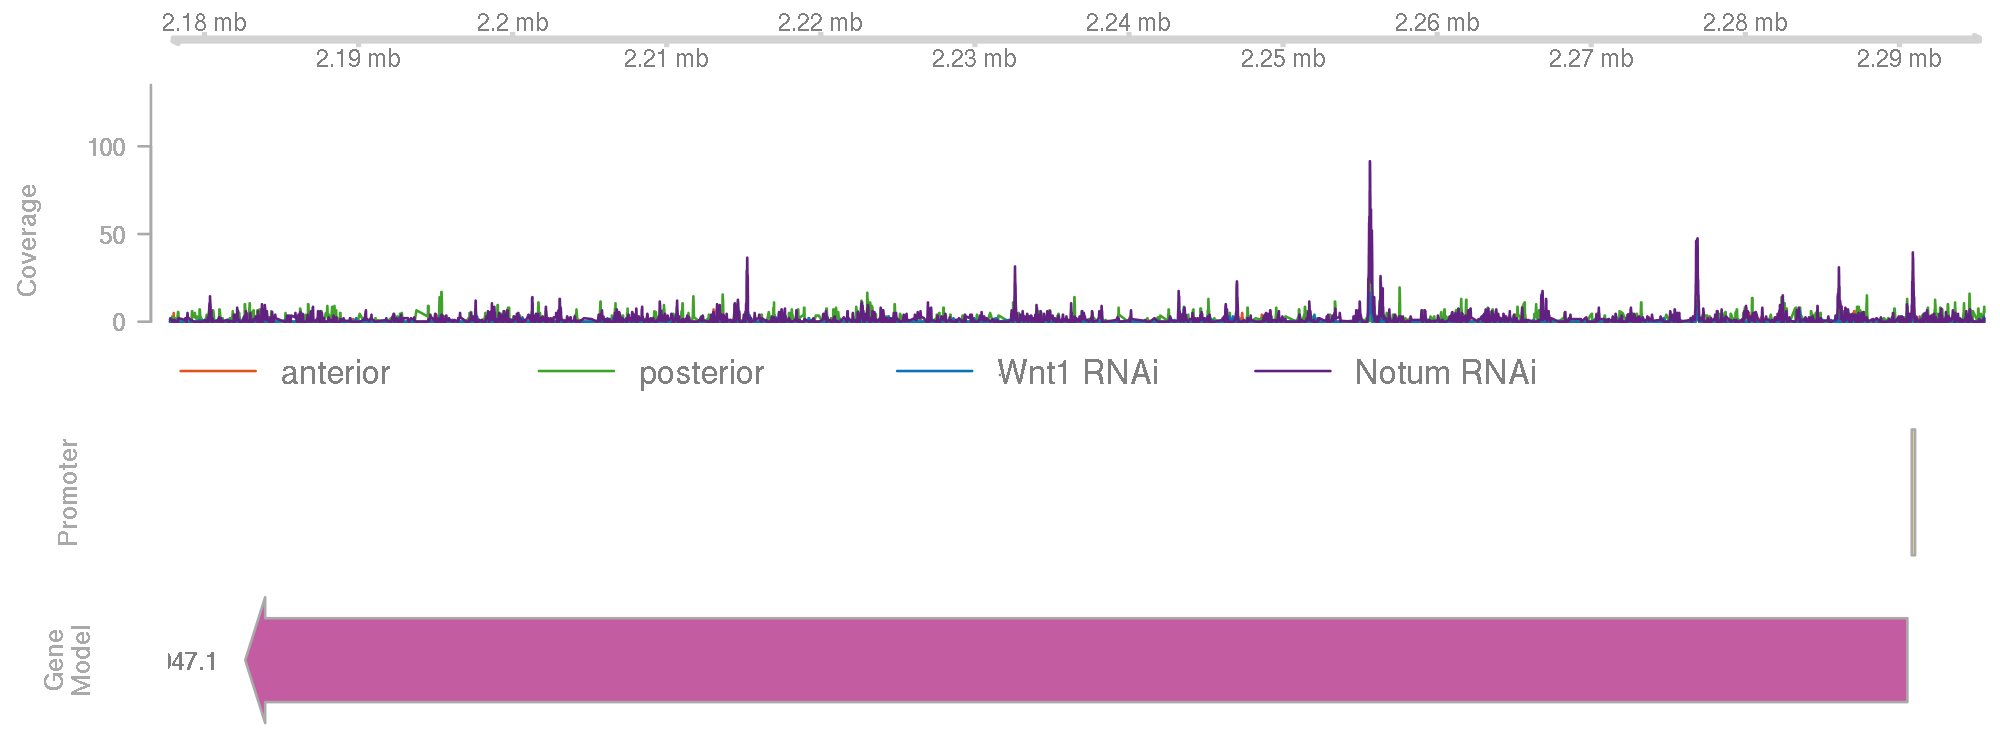 2.18 mb 2.2 mb 2.22 mb 2.24 mb 2.26 mb 2.28 mb
2.19 mb 2.21 mb 2.23 mb 2.25 mb 2.27 mb 2.29 mb
Coverage
100
50
0
anterior posterior Wnt1 RNAi Notum RNAi
Promoter
Gene
Model
47.1